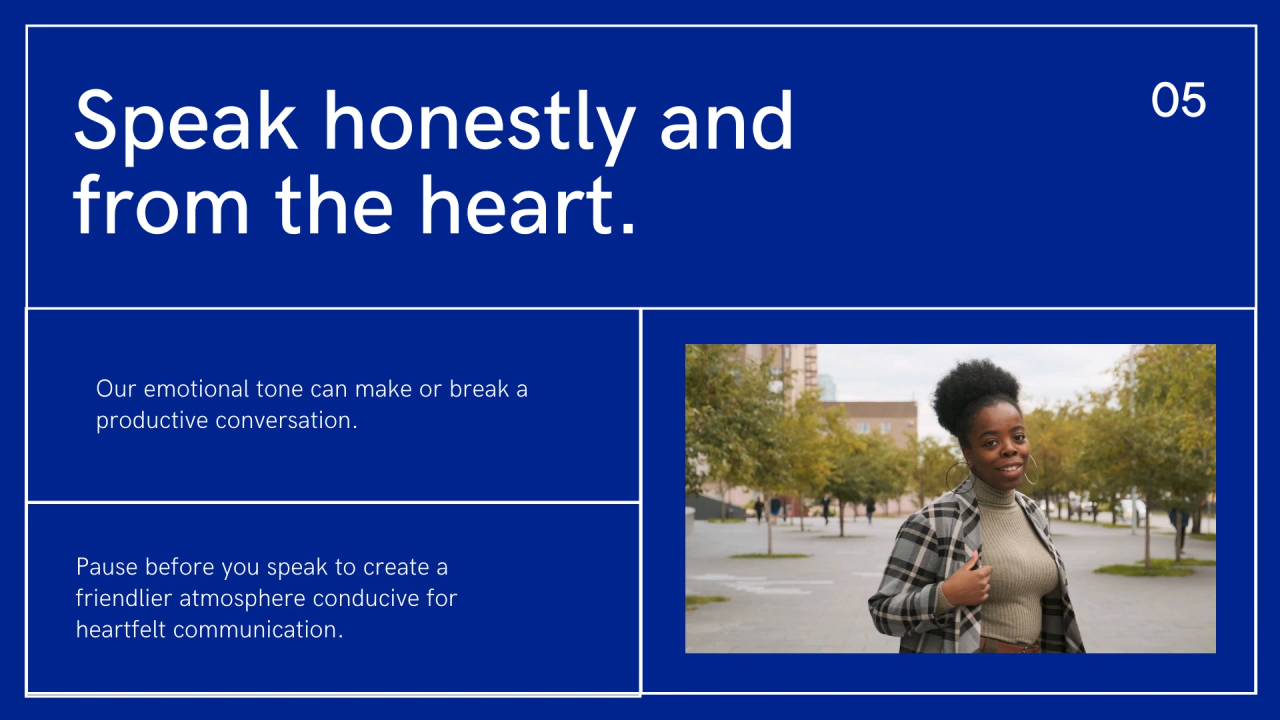 Speak honestly and
from the heart.
05
Our emotional tone can make or break a
productive conversation.
Pause before you speak to create a
friendlier atmosphere conducive for
heartfelt communication.